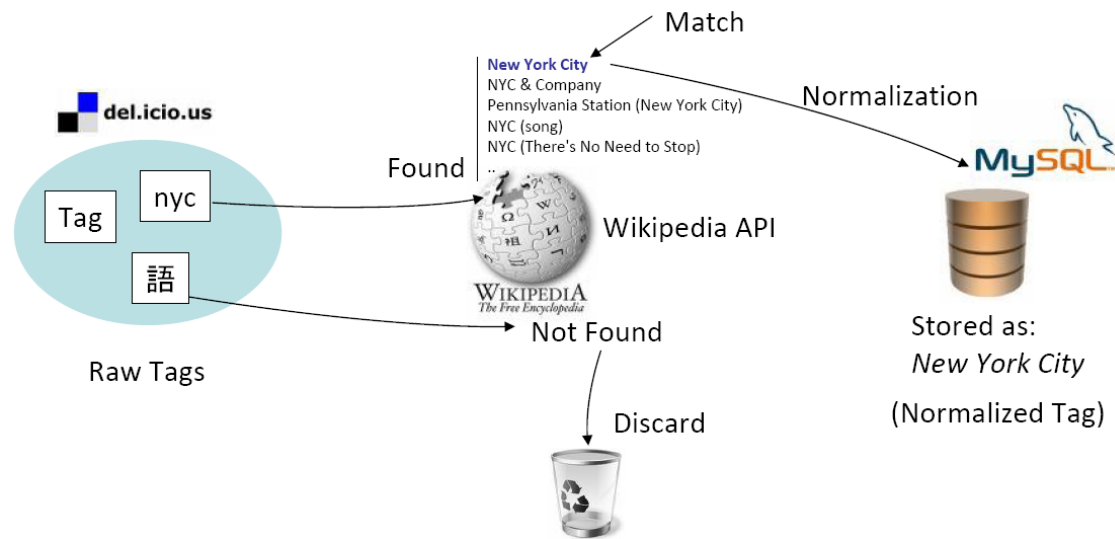 Match
New York City
NYC & Company
Pennsylvania Station (New York City)
NYC (song)
NYC (There's No Need to Stop)
..
Normalization
del.icio.us
MySQL
Found
nyc
Tag
語
Wikipedia API
Ω
W
И
祖
WIKIPEDIA
The Free Encyclopedia
Not Found
Stored as:
New York City
(Normalized Tag)
Raw Tags
Discard